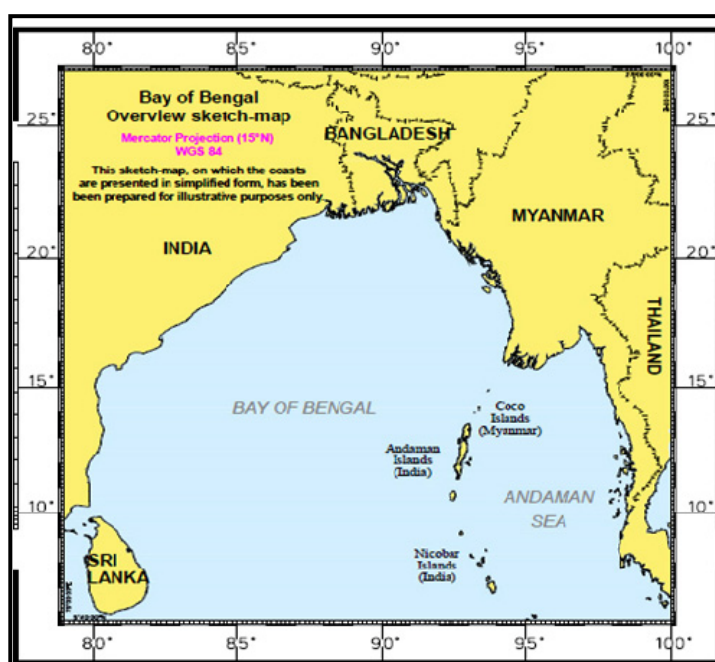 80° 85° 90° 95° 100°
Bay of Bengal
Overview sketch-map
Mercator Projection (15°N)
WGS 84
This sketch-map, on which the coasts
are presented in simplified form, has been
been prepared for illustrative purposes only
25° 25°
BANGLADESH
MYANMAR
INDIA
20° 20°
THAILAND
15° 15°
BAY OF BENGAL
Coco
Islands
(Myanmar)
Andaman
Islands
(India)
10° 10°
ANDAMAN
SEA
Nicobar
Islands
(India)
SRI
LANKA
80° 85° 90° 95° 100°